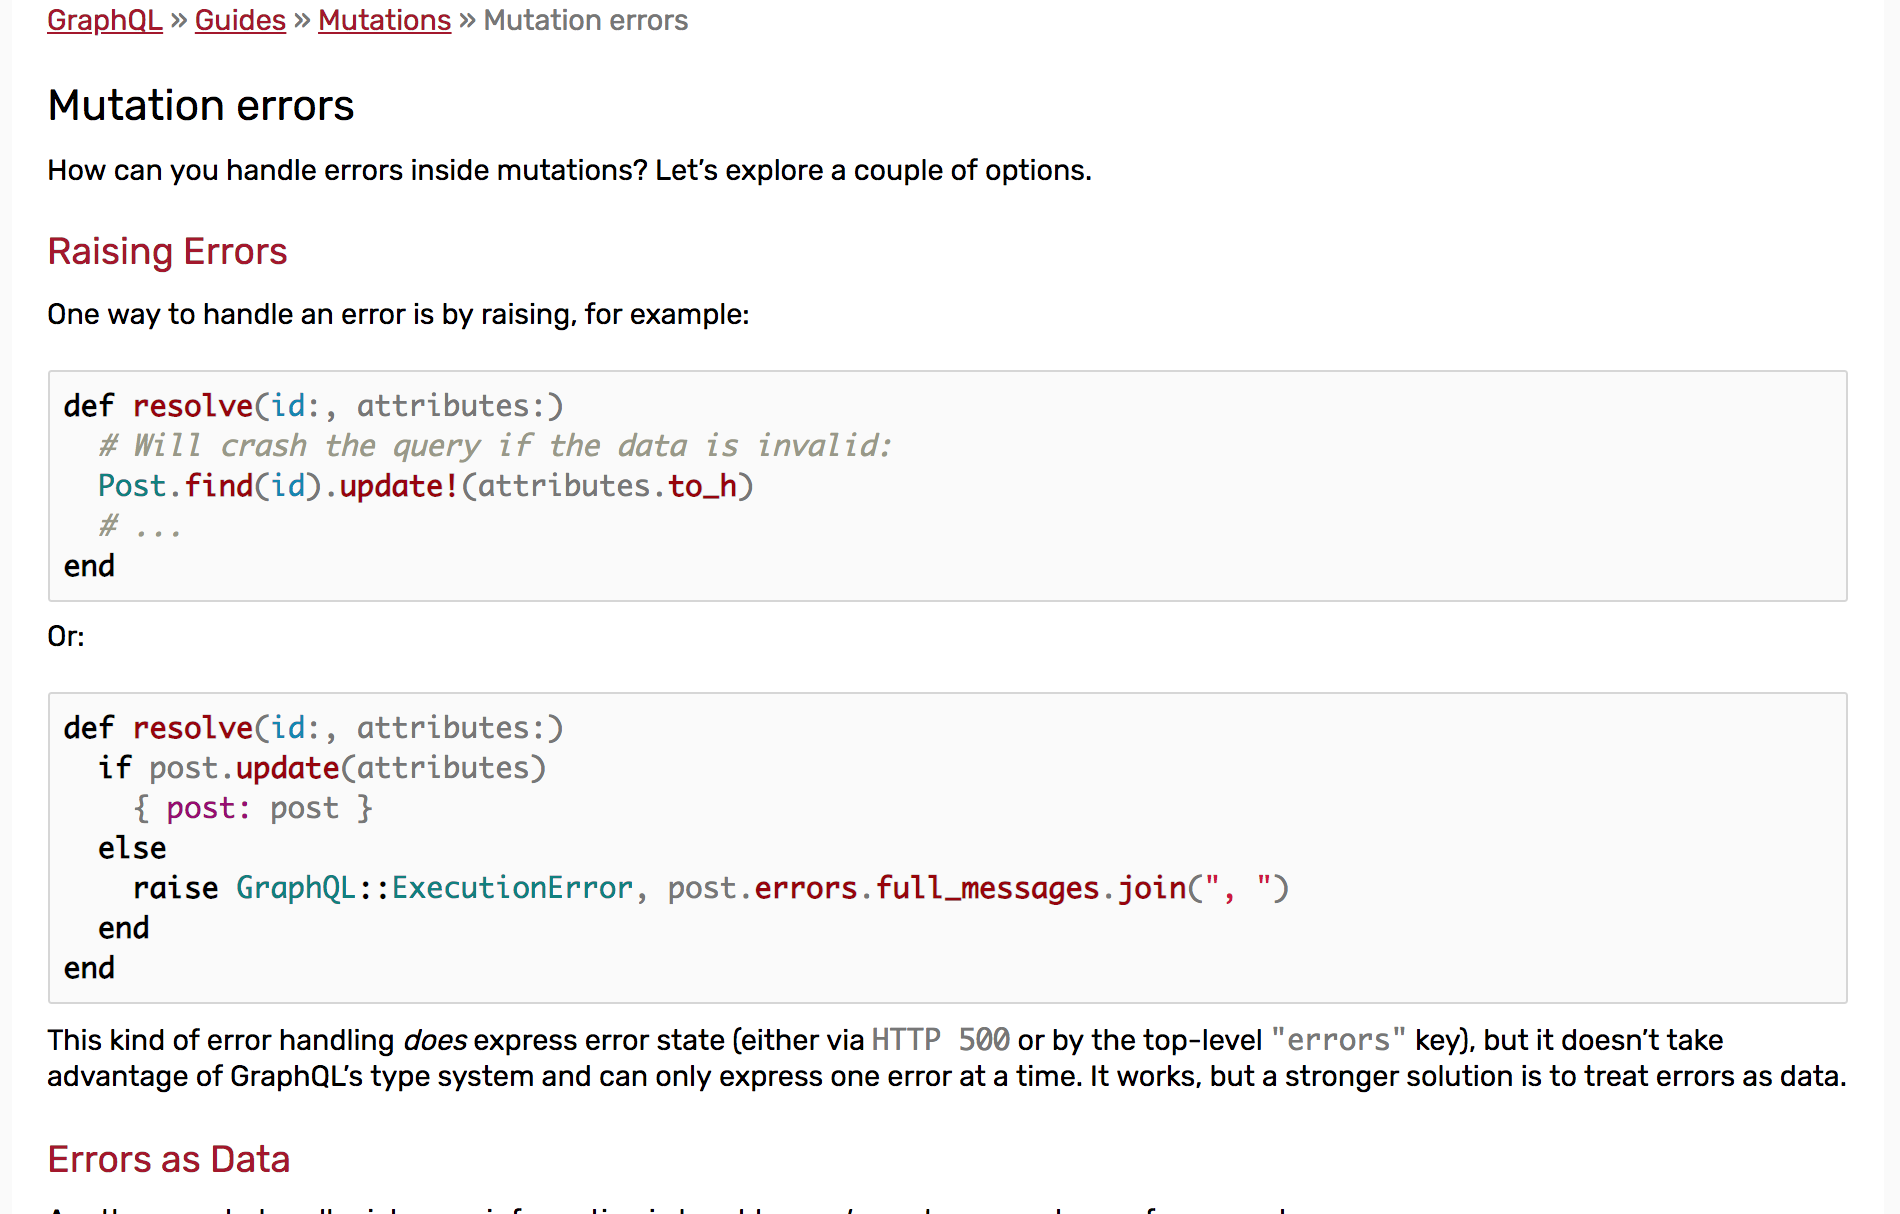 GraphQL » Guides » Mutations » Mutation errors
Mutation errors
How can you handle errors inside mutations? Let’s explore a couple of options.
Raising Errors
One way to handle an error is by raising, for example:
def resolve(id:, attributes:)
  # Will crash the query if the data is invalid:
  Post.find(id).update!(attributes.to_h)
  # ...
end
Or:
def resolve(id:, attributes:)
  if post.update(attributes)
    { post: post }
  else
    raise GraphQL::ExecutionError, post.errors.full_messages.join(", ")
  end
end
This kind of error handling does express error state (either via HTTP 500 or by the top-level "errors" key), but it doesn’t take
advantage of GraphQL’s type system and can only express one error at a time. It works, but a stronger solution is to treat errors as data.
Errors as Data